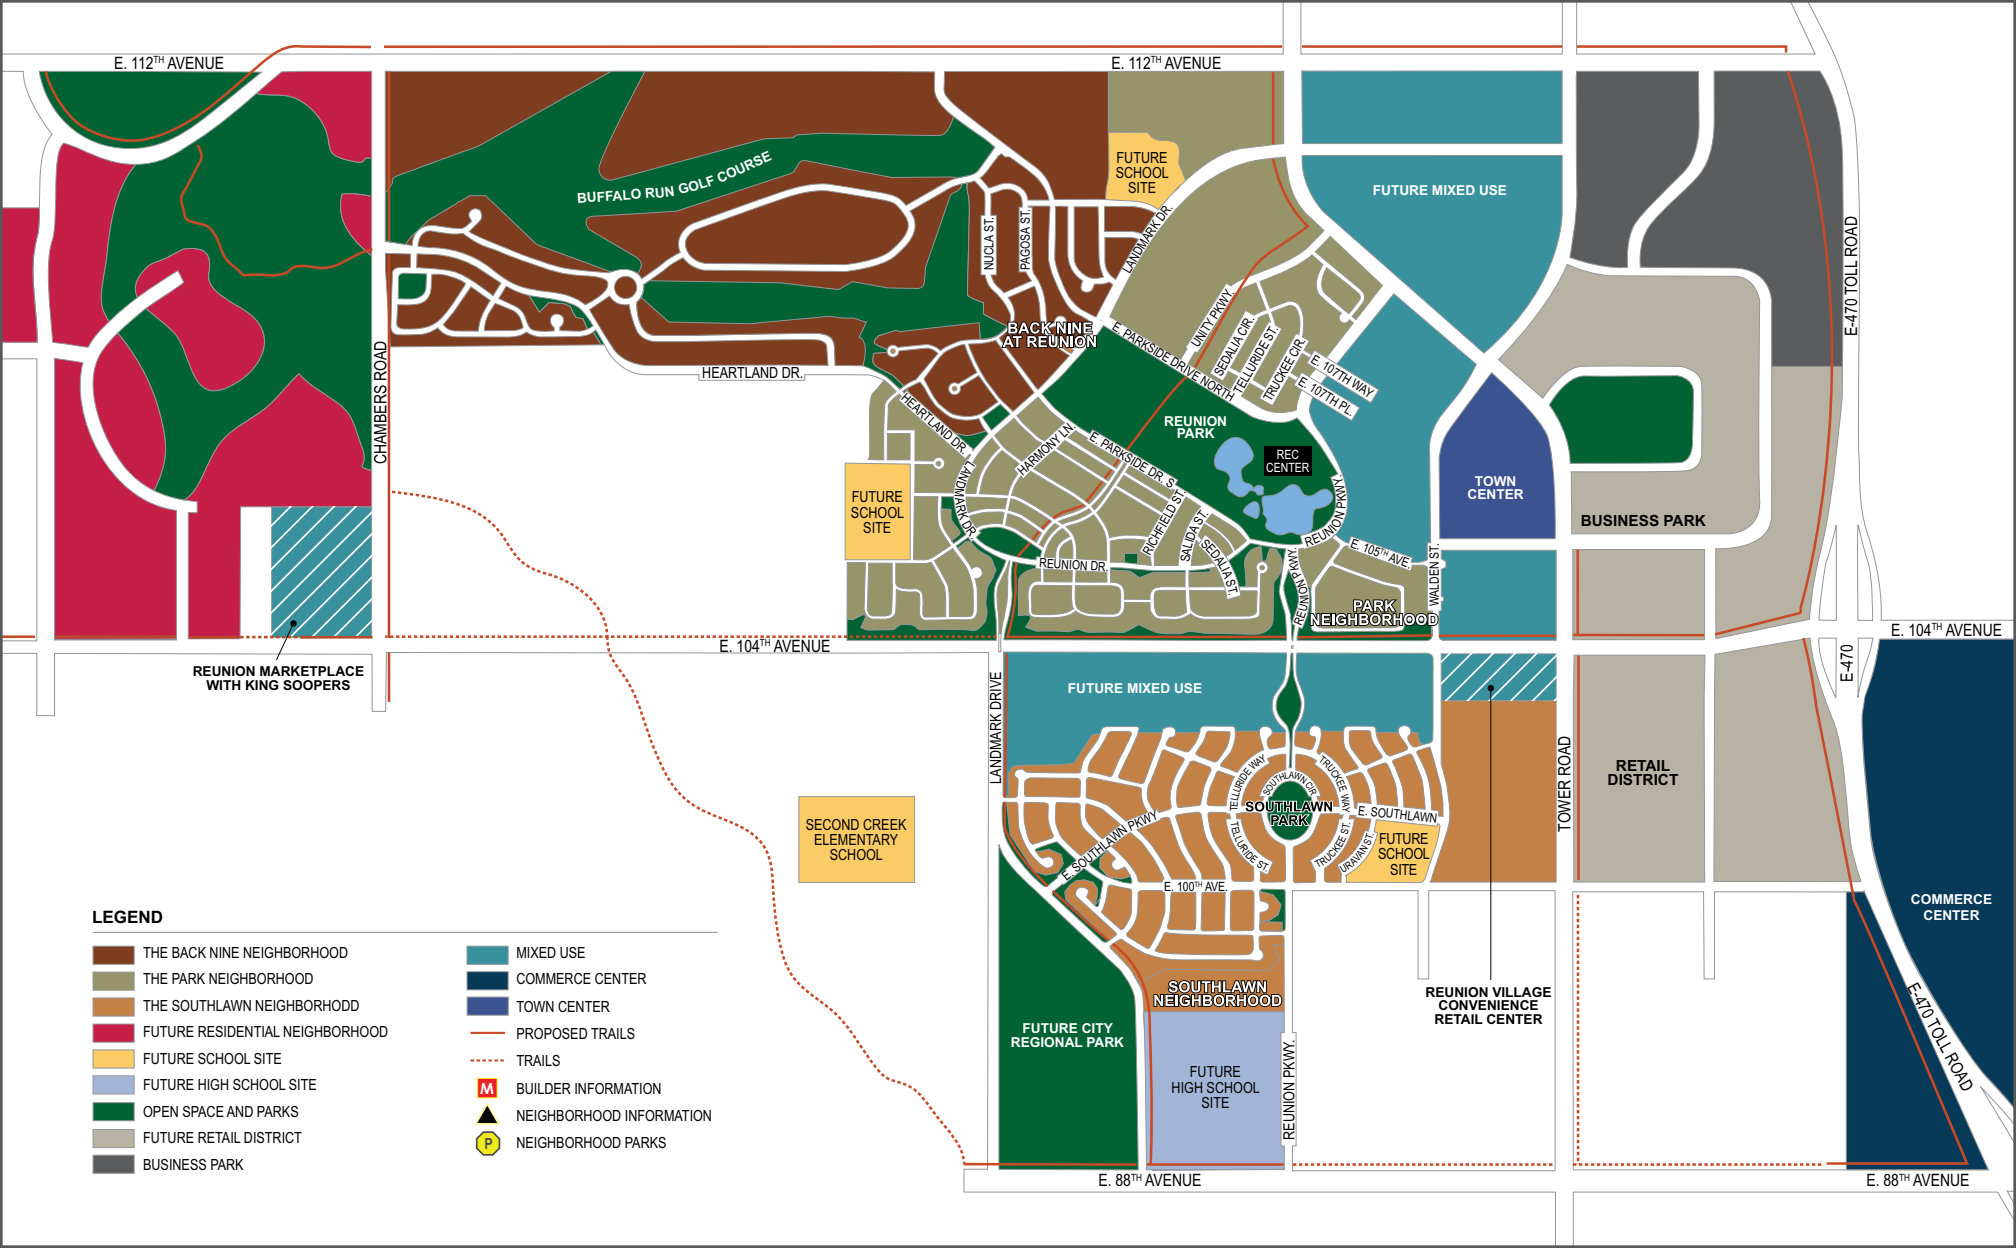 E. 112TH AVENUE
E. 112TH AVENUE
BUFFALO RUN GOLF COURSE
FUTURE
SCHOOL
SITE
FUTURE MIXED USE
NUCLA ST.
PAGOSA ST.
LANDMARK DR.
E-470 TOLL ROAD
UNITY PKWY.
BACK NINE
AT REUNION
E. PARKSIDE DRIVE NORTH
SEDALIA CIR.
TELLURIDE ST.
TRUCKEE CIR.
E. 107TH WAY
E. 107TH PL.
CHAMBERS ROAD
HEARTLAND DR.
HEARTLAND DR.
HARMONY LN.
E. PARKSIDE DR. S
REUNION
PARK
REC
CENTER
LANDMARK DR.
FUTURE
SCHOOL
SITE
RICHFIELD ST.
SALIDA ST.
SEDALIA ST.
REUNION PKWY.
REUNION PKWY.
TOWN
CENTER
BUSINESS PARK
E. 105TH AVE.
WALDEN ST.
REUNION DR.
PARK
NEIGHBORHOOD
E. 104TH AVENUE
E. 104TH AVENUE
REUNION MARKETPLACE
WITH KING SOOPERS
E-470
LANDMARK DRIVE
FUTURE MIXED USE
TOWER ROAD
RETAIL
DISTRICT
TELLURIDE WAY
TRUCKEE WAY
SOUTHLAWN CIR.
SOUTHLAWN
PARK
E. SOUTHLAWN
E. SOUTHLAWN PKWY
TELLURIDE ST.
TRUCKEE ST.
URAVAN ST.
FUTURE
SCHOOL
SITE
SECOND CREEK
ELEMENTARY
SCHOOL
E. 100TH AVE.
COMMERCE
CENTER
SOUTHLAWN
NEIGHBORHOOD
REUNION VILLAGE
CONVENIENCE
RETAIL CENTER
FUTURE CITY
REGIONAL PARK
FUTURE
HIGH SCHOOL
SITE
REUNION PKWY.
E-470 TOLL ROAD
E. 88TH AVENUE
E. 88TH AVENUE
LEGEND
THE BACK NINE NEIGHBORHOOD
THE PARK NEIGHBORHOOD
THE SOUTHLAWN NEIGHBORHODD
FUTURE RESIDENTIAL NEIGHBORHOOD
FUTURE SCHOOL SITE
FUTURE HIGH SCHOOL SITE
OPEN SPACE AND PARKS
FUTURE RETAIL DISTRICT
BUSINESS PARK
MIXED USE
COMMERCE CENTER
TOWN CENTER
PROPOSED TRAILS
TRAILS
M BUILDER INFORMATION
NEIGHBORHOOD INFORMATION
P NEIGHBORHOOD PARKS